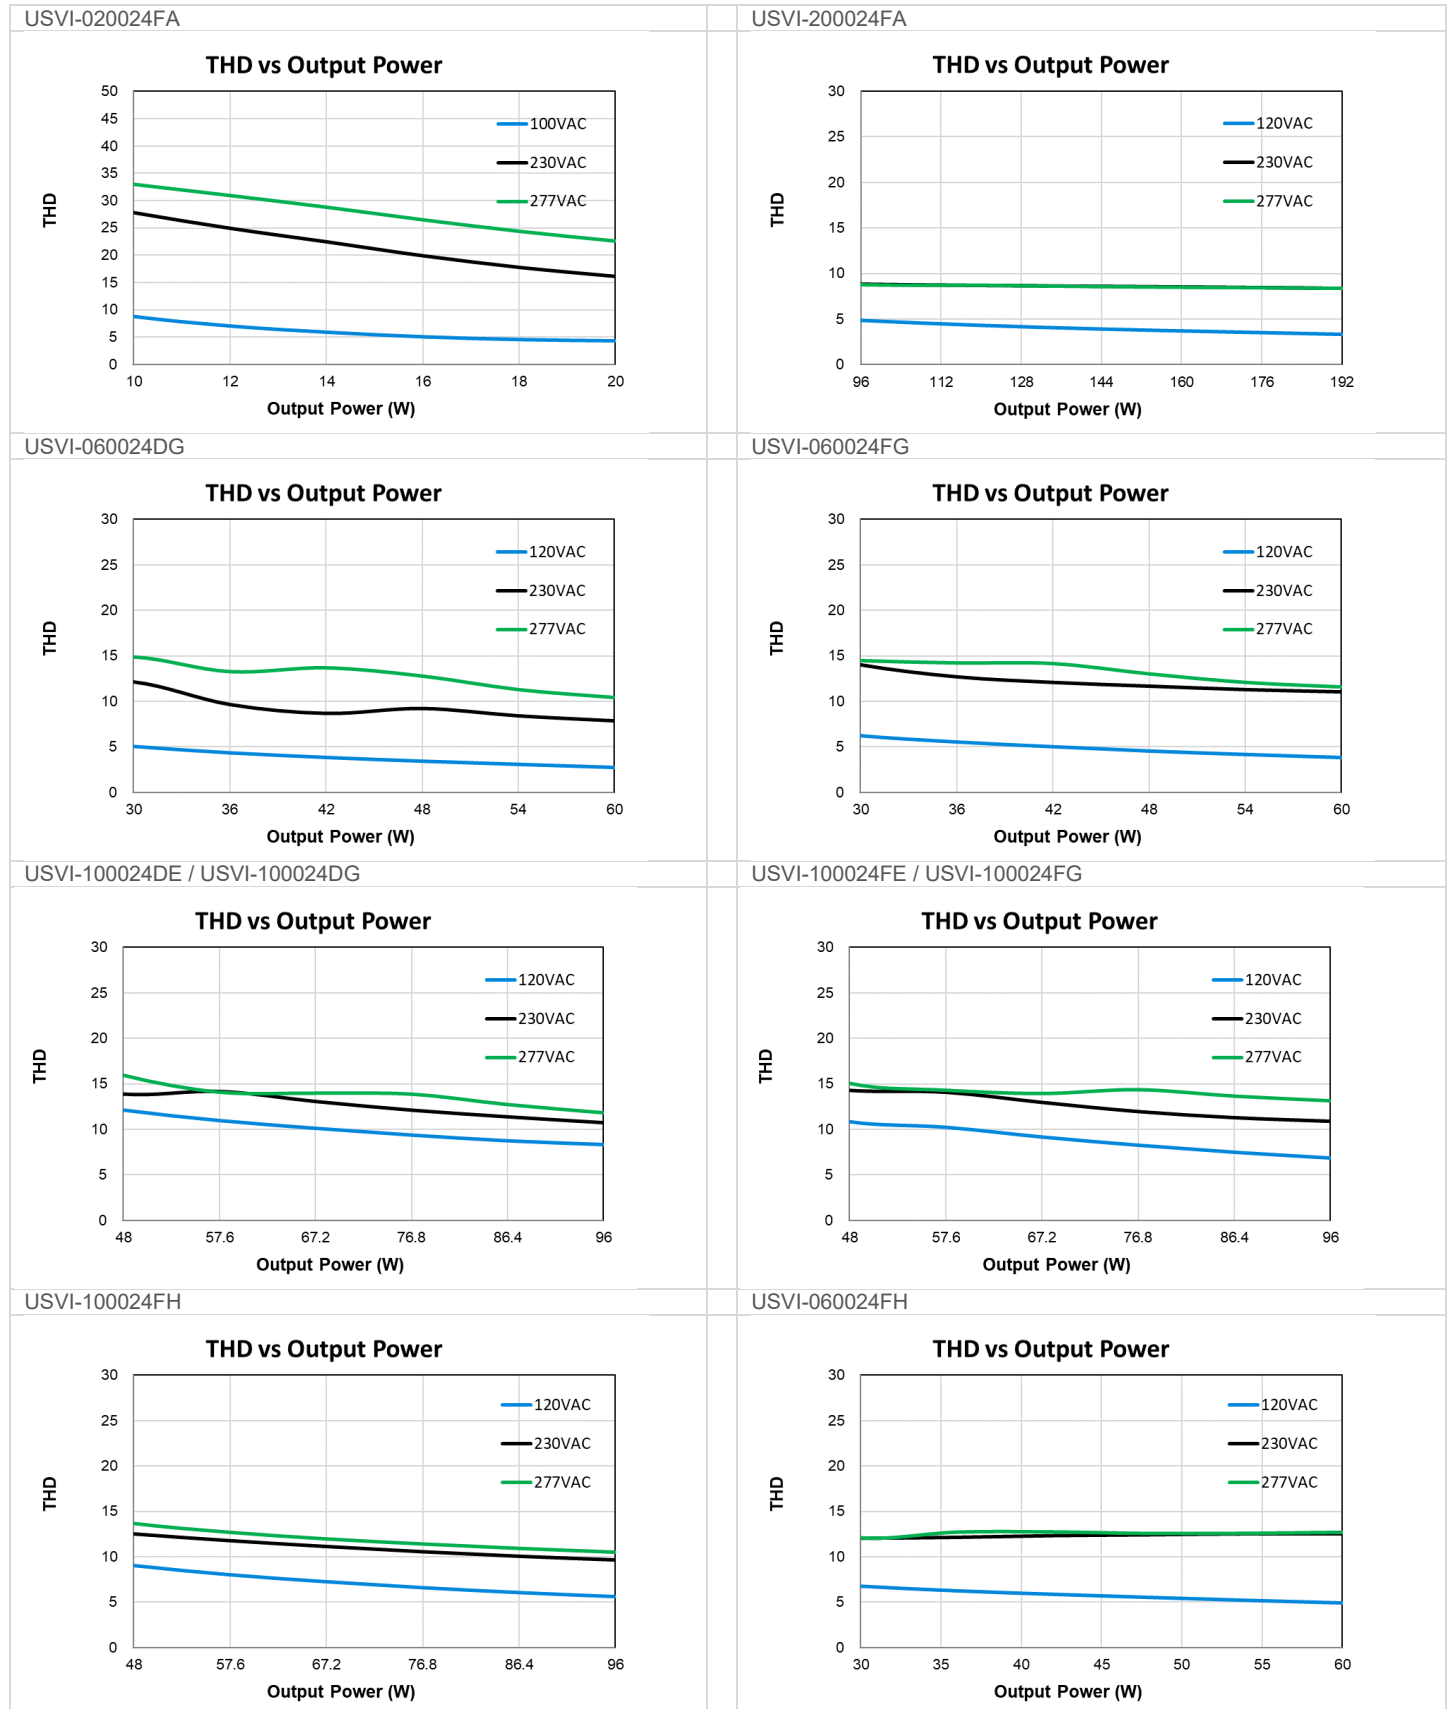 USVI-020024FA
THD vs Output Power
50
45
40
35
30
25
20
15
10
5
0
THD
100VAC
230VAC
277VAC
10 12 14 16 18 20
Output Power (W)
USVI-200024FA
THD vs Output Power
30
25
20
15
10
5
0
THD
120VAC
230VAC
277VAC
96 112 128 144 160 176 192
Output Power (W)
USVI-060024DG
THD vs Output Power
30
25
20
15
10
5
0
THD
120VAC
230VAC
277VAC
30 36 42 48 54 60
Output Power (W)
USVI-060024FG
THD vs Output Power
30
25
20
15
10
5
0
THD
120VAC
230VAC
277VAC
30 36 42 48 54 60
Output Power (W)
USVI-100024DE / USVI-100024DG
THD vs Output Power
30
25
20
15
10
5
0
THD
120VAC
230VAC
277VAC
48 57.6 67.2 76.8 86.4 96
Output Power (W)
USVI-100024FE / USVI-100024FG
THD vs Output Power
30
25
20
15
10
5
0
THD
120VAC
230VAC
277VAC
48 57.6 67.2 76.8 86.4 96
Output Power (W)
USVI-100024FH
THD vs Output Power
30
25
20
15
10
5
0
THD
120VAC
230VAC
277VAC
48 57.6 67.2 76.8 86.4 96
Output Power (W)
USVI-060024FH
THD vs Output Power
30
25
20
15
10
5
0
THD
120VAC
230VAC
277VAC
30 35 40 45 50 55 60
Output Power (W)